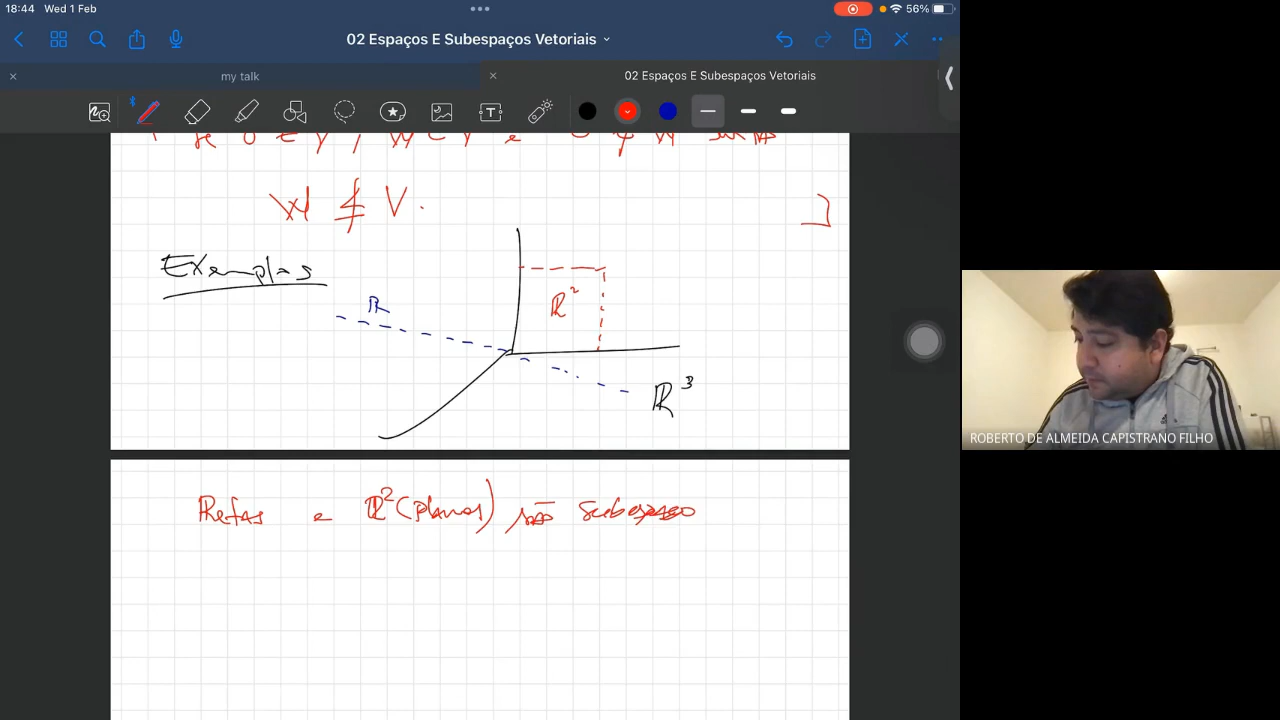 18:44 Wed 1 Feb
56%
02 Espaços E Subespaços Vetoriais
my talk
02 Espaços E Subespaços Vetoriais
W ≰ V.
Exemplos
R
R²
R³
Retas e R² (planos) são subespaço
ROBERTO DE ALMEIDA CAPISTRANO FILHO